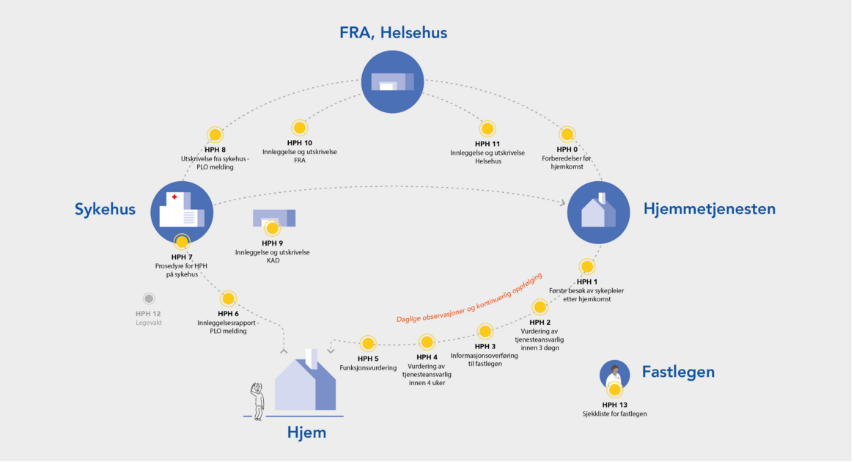 FRA, Helsehus
HPH 8
Utskrivelse fra sykehus -
PLO melding
HPH 10
Innleggelse og utskrivelse
FRA
HPH 11
Innleggelse og utskrivelse
Helsehus
HPH 0
Forberedelser før
hjemkomst
Sykehus
Hjemmetjenesten
HPH 9
Innleggelse og utskrivelse
KAD
HPH 7
Prosedyre for HPH
på sykehus
HPH 12
Legevakt
HPH 6
Innleggelsesrapport -
PLO melding
Daglige observasjoner og kontinuerlig oppfølging
HPH 1
Første besøk av sykepleier
etter hjemkomst
HPH 2
Vurdering av
tjenesteansvarlig
innen 3 døgn
HPH 3
Informasjonsoverføring
til fastlegen
HPH 4
Vurdering av
tjenesteansvarlig
innen 4 uker
HPH 5
Funksjonsvurdering
Hjem
Fastlegen
HPH 13
Sjekkliste for fastlegen